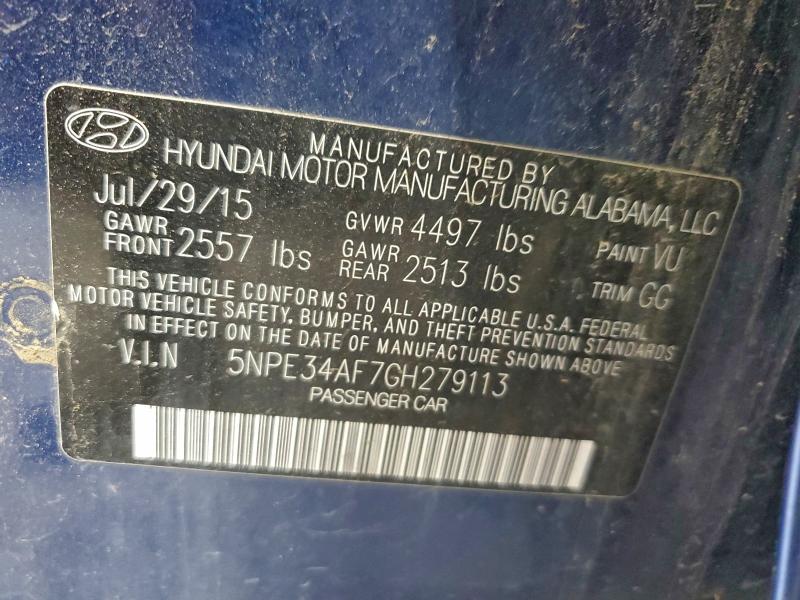 MANUFACTURED BY
HYUNDAI MOTOR MANUFACTURING ALABAMA, LLC
Jul/29/15 GVWR 4497 lbs PAINT VU
GAWR FRONT 2557 lbs GAWR REAR 2513 lbs TRIM GG
THIS VEHICLE CONFORMS TO ALL APPLICABLE U.S.A. FEDERAL
MOTOR VEHICLE SAFETY, BUMPER, AND THEFT PREVENTION STANDARDS
IN EFFECT ON THE DATE OF MANUFACTURE SHOWN ABOVE
V.I.N 5NPE34AF7GH279113
PASSENGER CAR